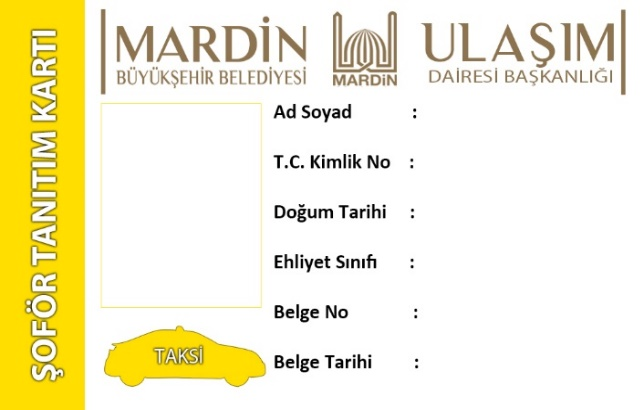 ŞOFÖR TANITIM KARTI
MARDİN
BÜYÜKŞEHİR BELEDİYESİ
MARDİN
ULAŞIM
DAİRESİ BAŞKANLIĞI
Ad Soyad :
T.C. Kimlik No :
Doğum Tarihi :
Ehliyet Sınıfı :
Belge No :
Belge Tarihi :
TAKSİ